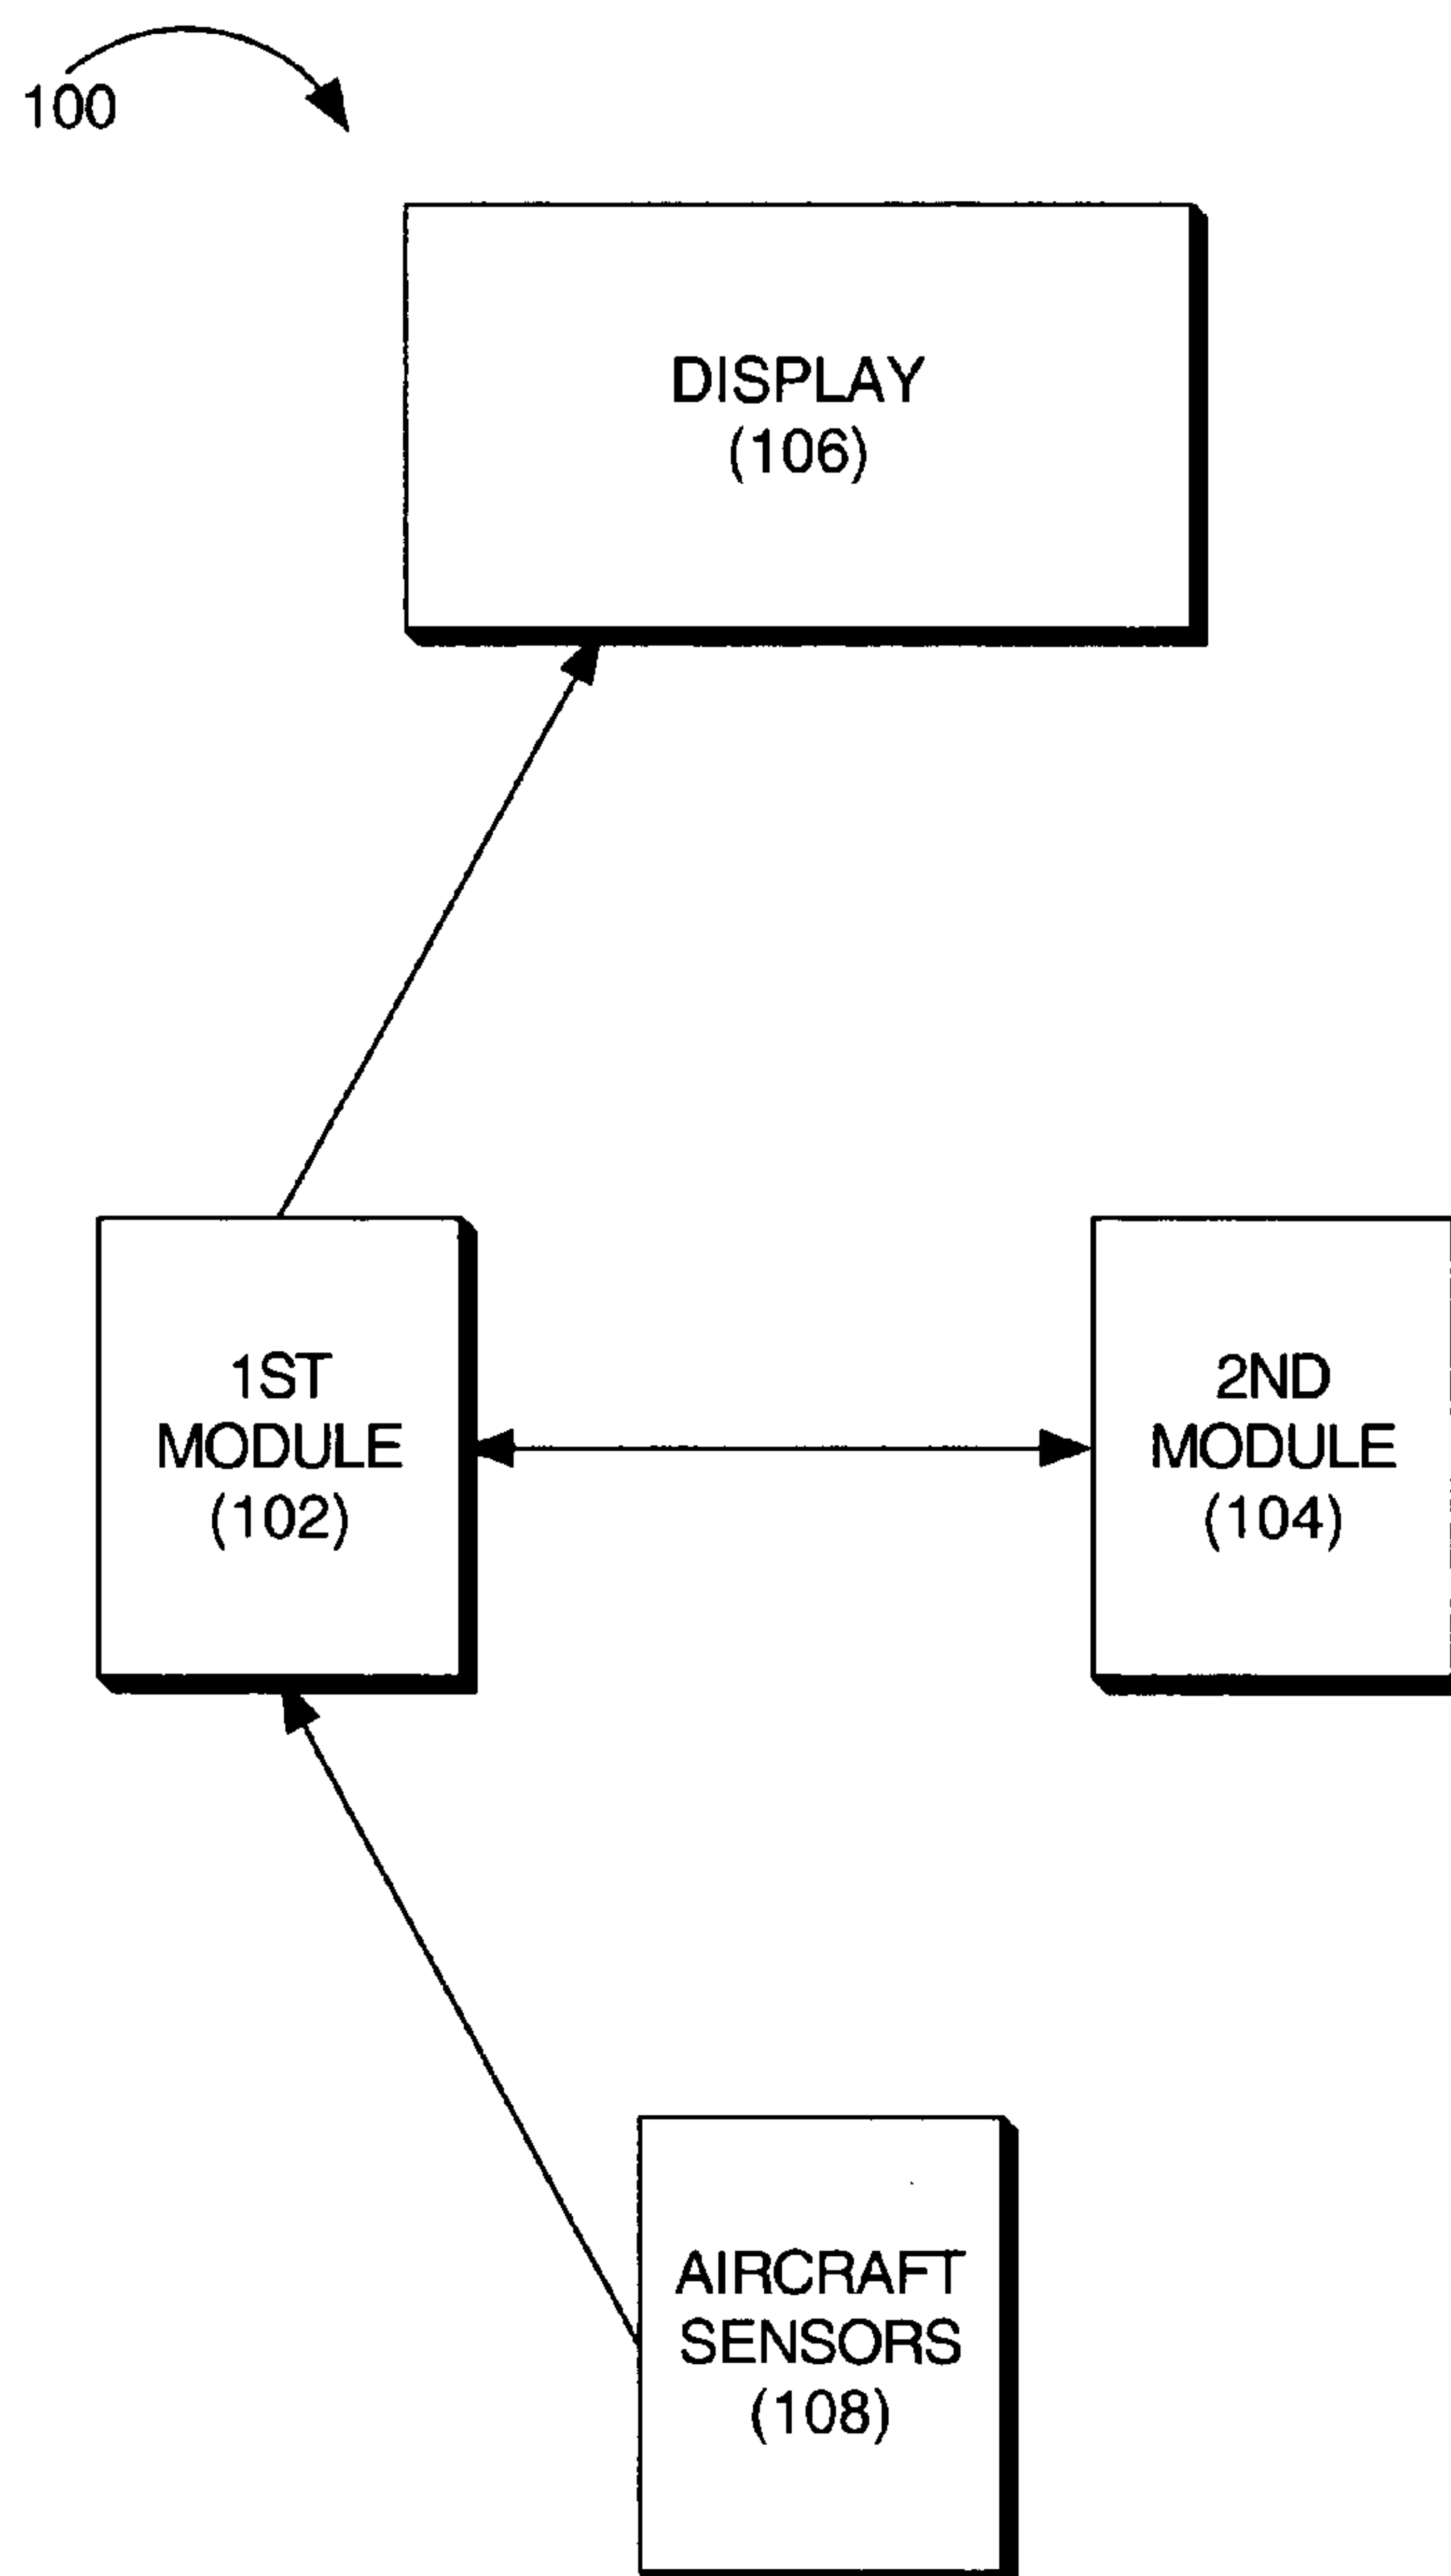 100
DISPLAY
(106)
1ST
MODULE
(102)
2ND
MODULE
(104)
AIRCRAFT
SENSORS
(108)